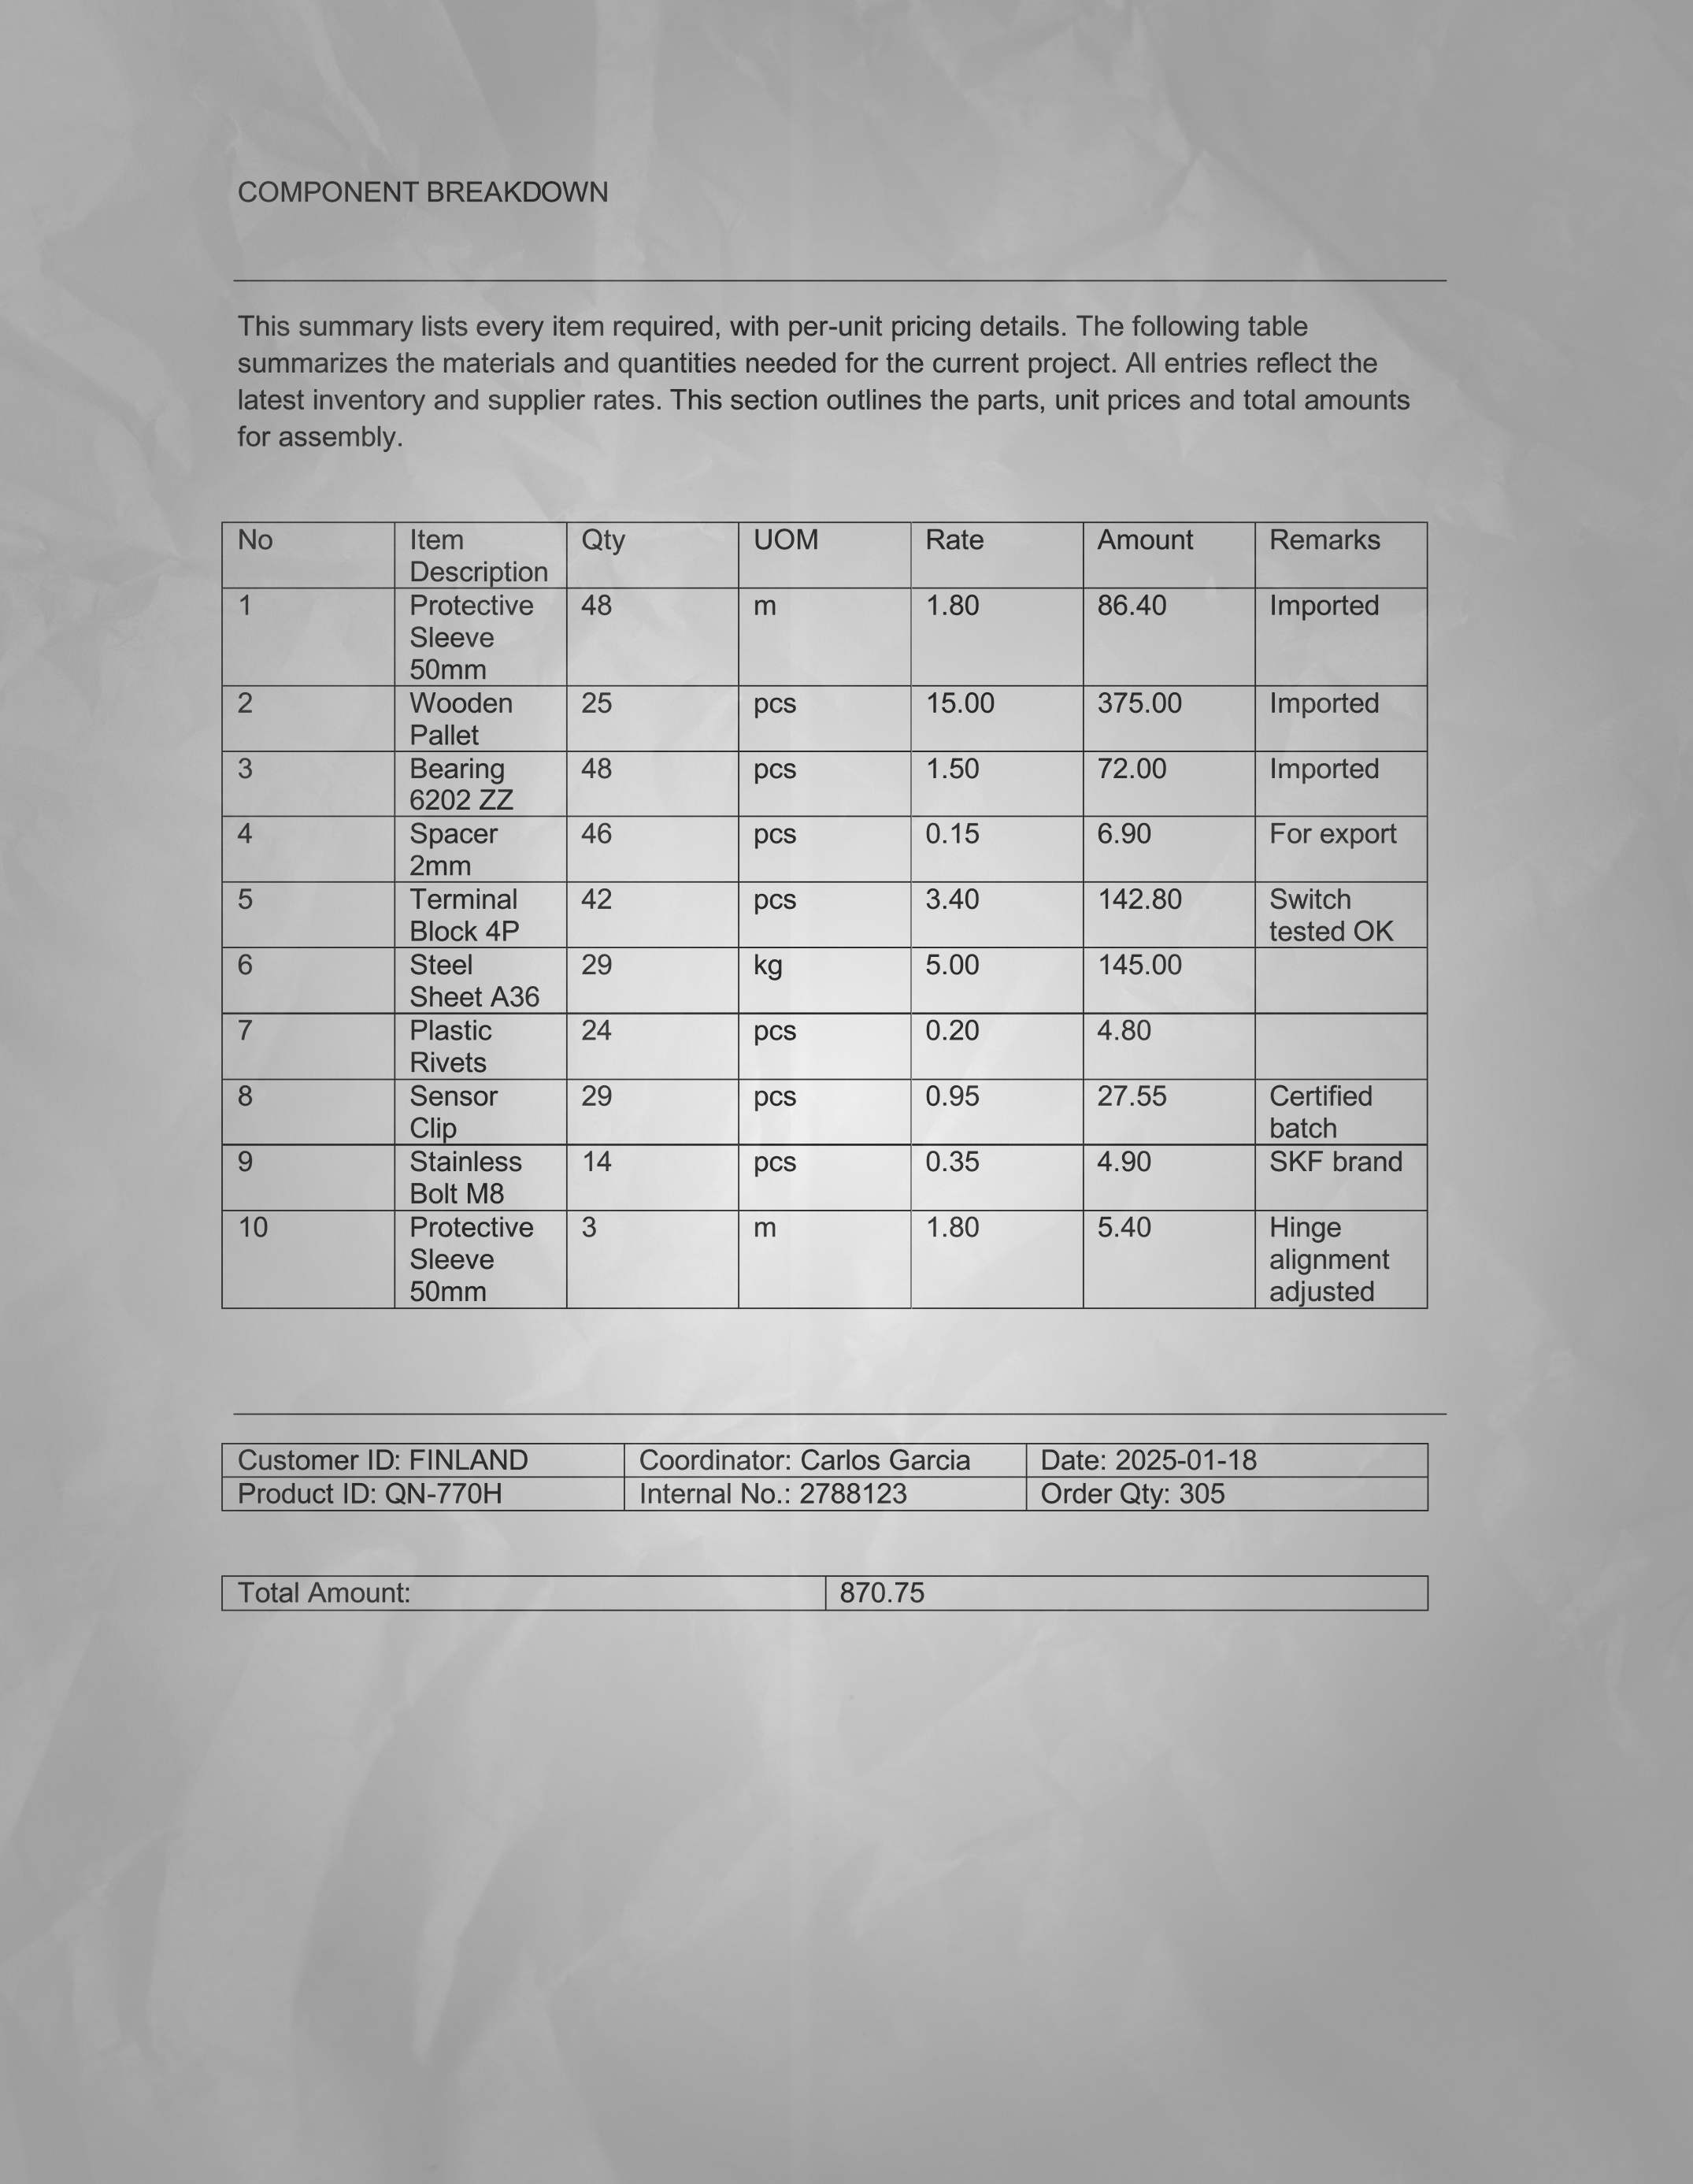 COMPONENT BREAKDOWN
This summary lists every item required, with per-unit pricing details. The following table
summarizes the materials and quantities needed for the current project. All entries reflect the
latest inventory and supplier rates. This section outlines the parts, unit prices and total amounts
for assembly.
No Item Description Qty UOM Rate Amount Remarks
1 Protective Sleeve 50mm 48 m 1.80 86.40 Imported
2 Wooden Pallet 25 pcs 15.00 375.00 Imported
3 Bearing 6202 ZZ 48 pcs 1.50 72.00 Imported
4 Spacer 2mm 46 pcs 0.15 6.90 For export
5 Terminal Block 4P 42 pcs 3.40 142.80 Switch tested OK
6 Steel Sheet A36 29 kg 5.00 145.00
7 Plastic Rivets 24 pcs 0.20 4.80
8 Sensor Clip 29 pcs 0.95 27.55 Certified batch
9 Stainless Bolt M8 14 pcs 0.35 4.90 SKF brand
10 Protective Sleeve 50mm 3 m 1.80 5.40 Hinge alignment adjusted
Customer ID: FINLAND Coordinator: Carlos Garcia Date: 2025-01-18
Product ID: QN-770H Internal No.: 2788123 Order Qty: 305
Total Amount: 870.75